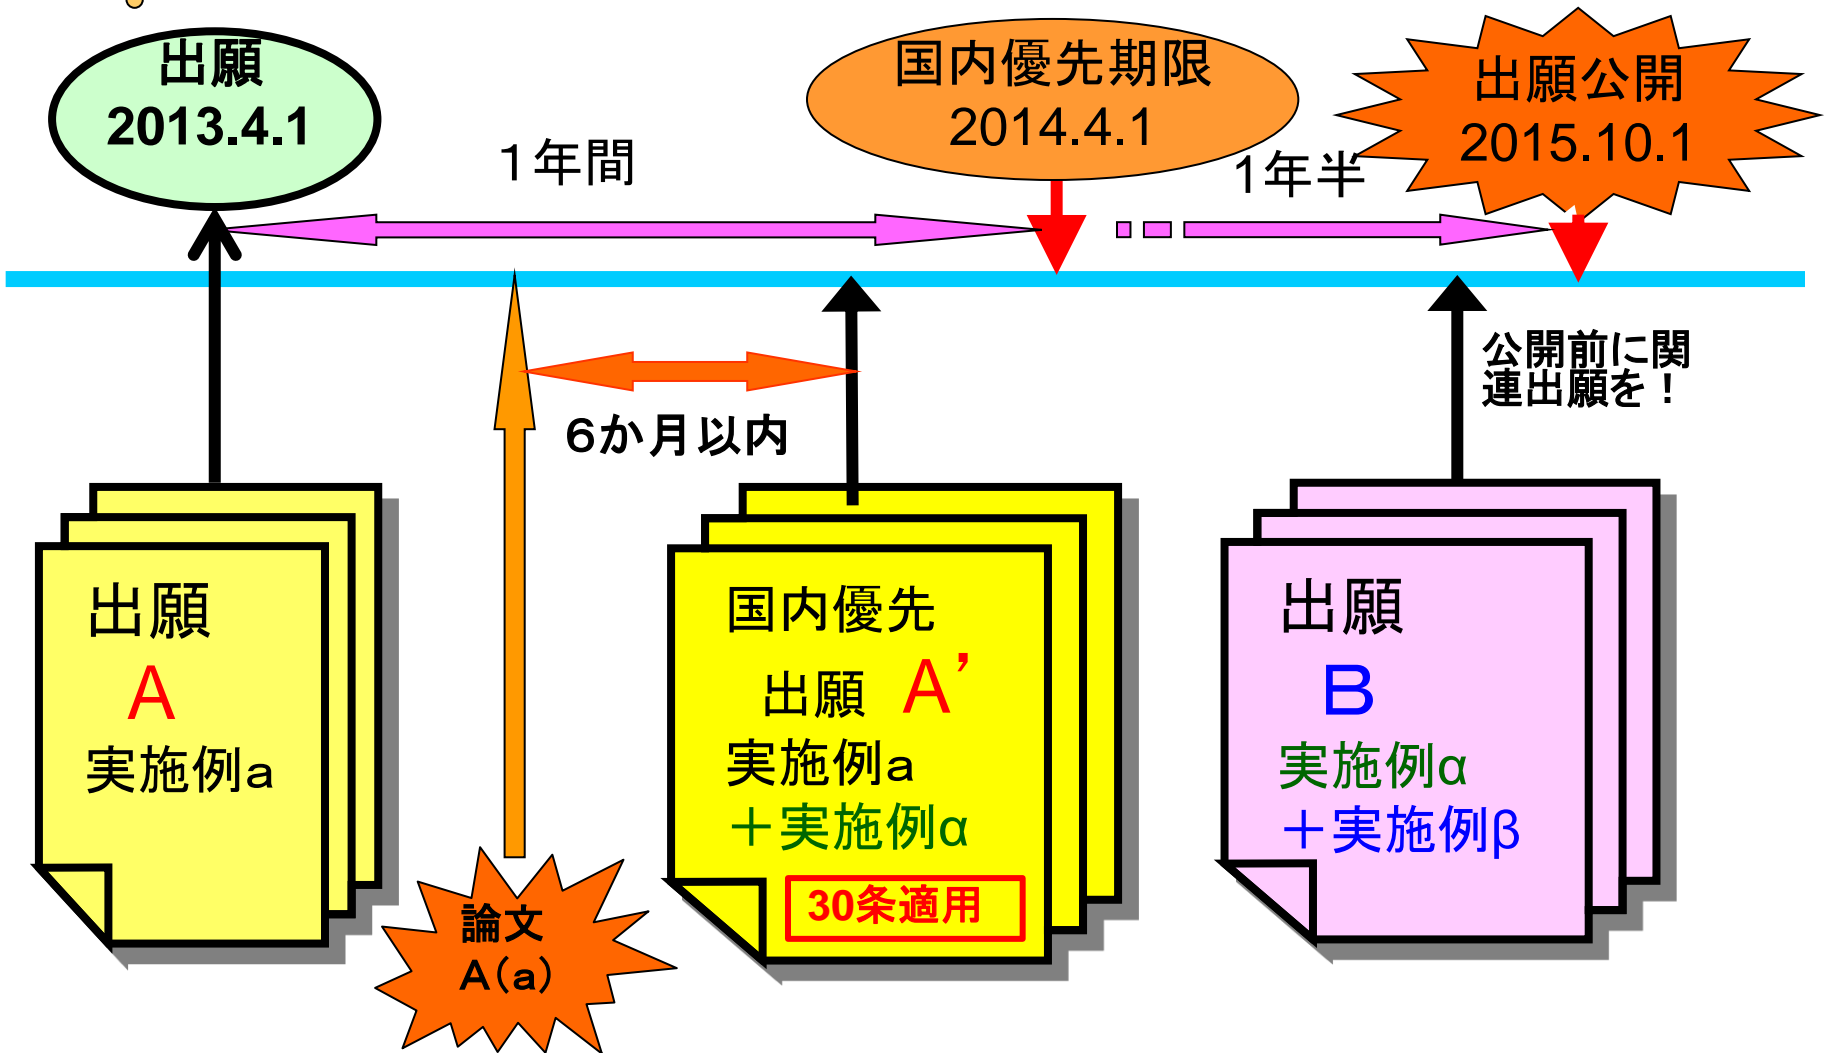 出願
2013.4.1
国内優先期限
2014.4.1
出願公開
2015.10.1
１年間
1年半
６か月以内
公開前に関
連出願を！
出願
A
実施例a
論文
A（a）
国内優先
出願 A’
実施例a
＋実施例α
30条適用
出願
B
実施例α
＋実施例β